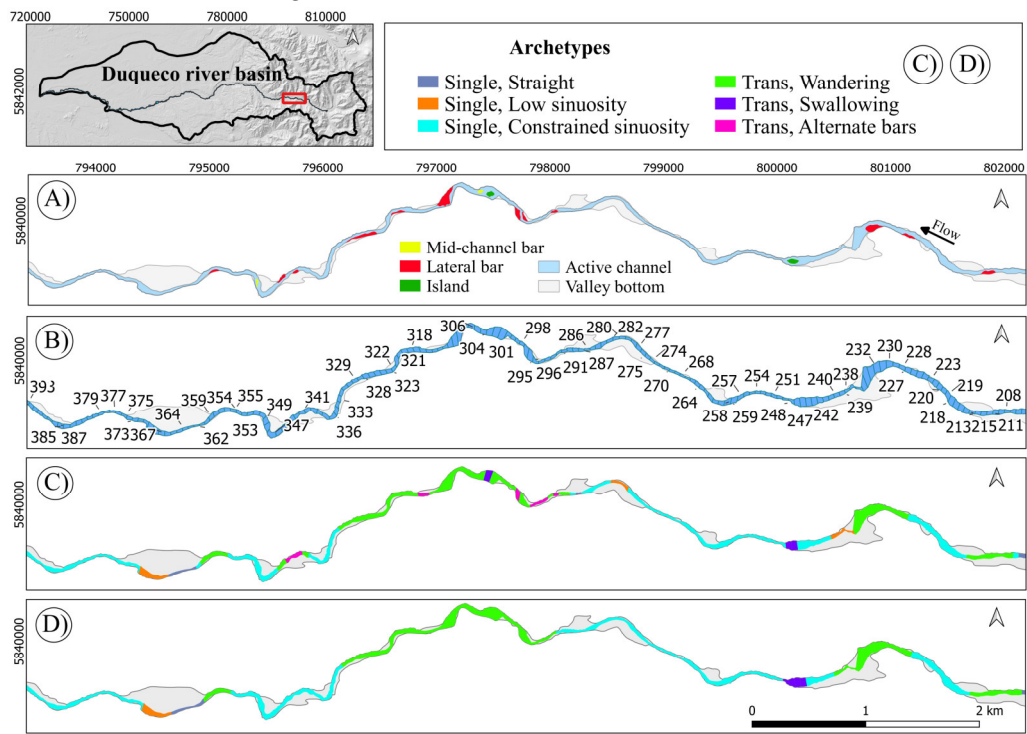 720000 750000 780000 810000
5842000
Duqueco river basin
Archetypes
C) D)
Single, Straight
Single, Low sinuosity
Single, Constrained sinuosity
Trans, Wandering
Trans, Swallowing
Trans, Alternate bars
794000 795000 796000 797000 798000 799000 800000 801000 802000
A)
5840000
Flow
Mid-channel bar
Lateral bar
Island
Active channel
Valley bottom
B)
5840000
393 385 387 379 377 375 373 367 364 359 362 354 353 355 349 347 341 336 333 329 328 322 323 321 318 306 304 301 298 295 296 291 286 287 280 282 275 277 270 274 264 268 258 257 259 254 248 251 247 242 240 239 238 232 227 230 228 220 223 218 219 213 215 208 211
C)
5840000
D)
5840000
0 1 2 km